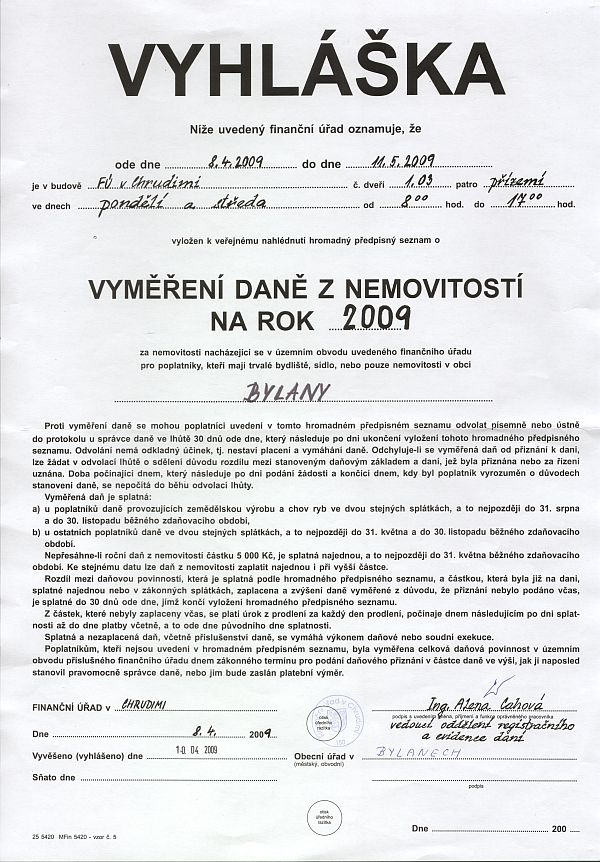 VYHLÁŠKA
Níže uvedený finanční úřad oznamuje, že
ode dne 8.4.2009 do dne 11.5.2009
je v budově FÚ v Chrudimi č. dveří 1.03 patro přízemí
ve dnech pondělí a středa od 8 00 hod. do 17 00 hod.
vyložen k veřejnému nahlédnutí hromadný předpisný seznam o
VYMĚŘENÍ DANĚ Z NEMOVITOSTÍ
NA ROK 2009
za nemovitosti nacházející se v územním obvodu uvedeného finančního úřadu
pro poplatníky, kteří mají trvalé bydliště, sídlo, nebo pouze nemovitosti v obci
BYLANY
Proti vyměření daně se mohou poplatníci uvedení v tomto hromadném předpisném seznamu odvolat písemně nebo ústně
do protokolu u správce daně ve lhůtě 30 dnů ode dne, který následuje po dni ukončení vyložení tohoto hromadného předpisného
seznamu. Odvolání nemá odkladný účinek, tj. nestaví placení a vymáhání daně. Odchyluje-li se vyměřená daň od přiznání k dani,
lze žádat v odvolací lhůtě o sdělení důvodu rozdílu mezi stanoveným daňovým základem a daní, jež byla přiznána nebo za řízení
uznána. Doba počínající dnem, který následuje po dni podání žádosti a končící dnem, kdy byl poplatník vyrozuměn o důvodech
stanovení daně, se nepočítá do běhu odvolací lhůty.
Vyměřená daň je splatná:
a) u poplatníků daně provozujících zemědělskou výrobu a chov ryb ve dvou stejných splátkách, a to nejpozději do 31. srpna
a do 30. listopadu běžného zdaňovacího období,
b) u ostatních poplatníků daně ve dvou stejných splátkách, a to nejpozději do 31. května a do 30. listopadu běžného zdaňovacího
období.
Nepřesáhne-li roční daň z nemovitostí částku 5 000 Kč, je splatná najednou, a to nejpozději do 31. května běžného zdaňovacího
období. Ke stejnému datu lze daň z nemovitostí zaplatit najednou i při vyšší částce.
Rozdíl mezi daňovou povinností, která je splatná podle hromadného předpisného seznamu, a částkou, která byla již na dani,
splatné najednou nebo v zákonných splátkách, zaplacena a zvýšení daně vyměřené z důvodu, že přiznání nebylo podáno včas,
je splatné do 30 dnů ode dne, jímž končí vyložení hromadného předpisného seznamu.
Z částek, které nebyly zaplaceny včas, se platí úrok z prodlení za každý den prodlení, počínaje dnem následujícím po dni splat-
nosti až do dne platby včetně, a to ode dne původního dne splatnosti.
Splatná a nezaplacená daň, včetně příslušenství daně, se vymáhá výkonem daňové nebo soudní exekuce.
Poplatníkům, kteří nejsou uvedeni v hromadném předpisném seznamu, byla vyměřena celková daňová povinnost v územním
obvodu příslušného finančního úřadu dnem zákonného termínu pro podání daňového přiznání v částce daně ve výši, jak ji naposled
stanovil pravomocně správce daně, nebo jim bude zaslán platební výměr.
FINANČNÍ ÚŘAD V CHRUDIMI
Ing. Alena Cahová
podpis s uvedením jména, příjmení a funkce oprávněného pracovníka
otisk
úředního
razítka
vedoucí oddělení registračního
a evidence daní
Dne 8.4. 2009
Vyvěšeno (vyhlášeno) dne 10. 04. 2009
Obecní úřad v BYLANECH
(městský, obvodní)
Sňato dne
podpis
otisk
úředního
razítka
Dne 200
25 5420 MFin 5420 - vzor č. 5